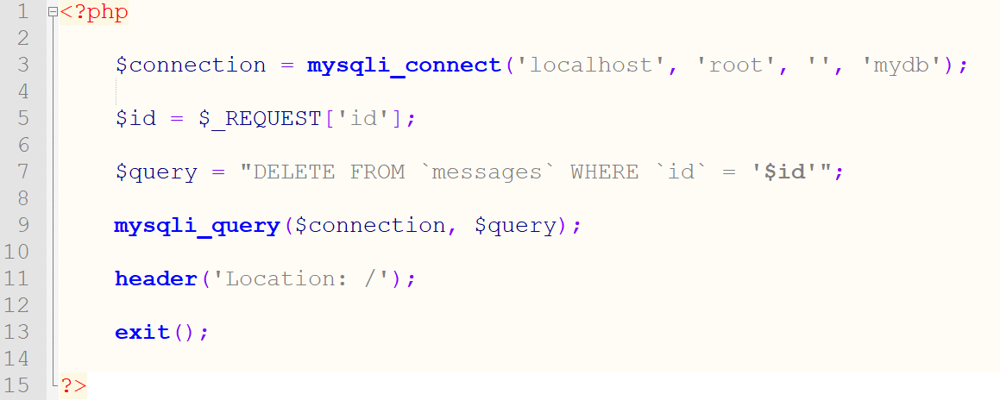 1 <?php
2
3 $connection = mysqli_connect('localhost', 'root', '', 'mydb');
4
5 $id = $_REQUEST['id'];
6
7 $query = "DELETE FROM `messages` WHERE `id` = '$id'";
8
9 mysqli_query($connection, $query);
10
11 header('Location: /');
12
13 exit();
14
15 ?>